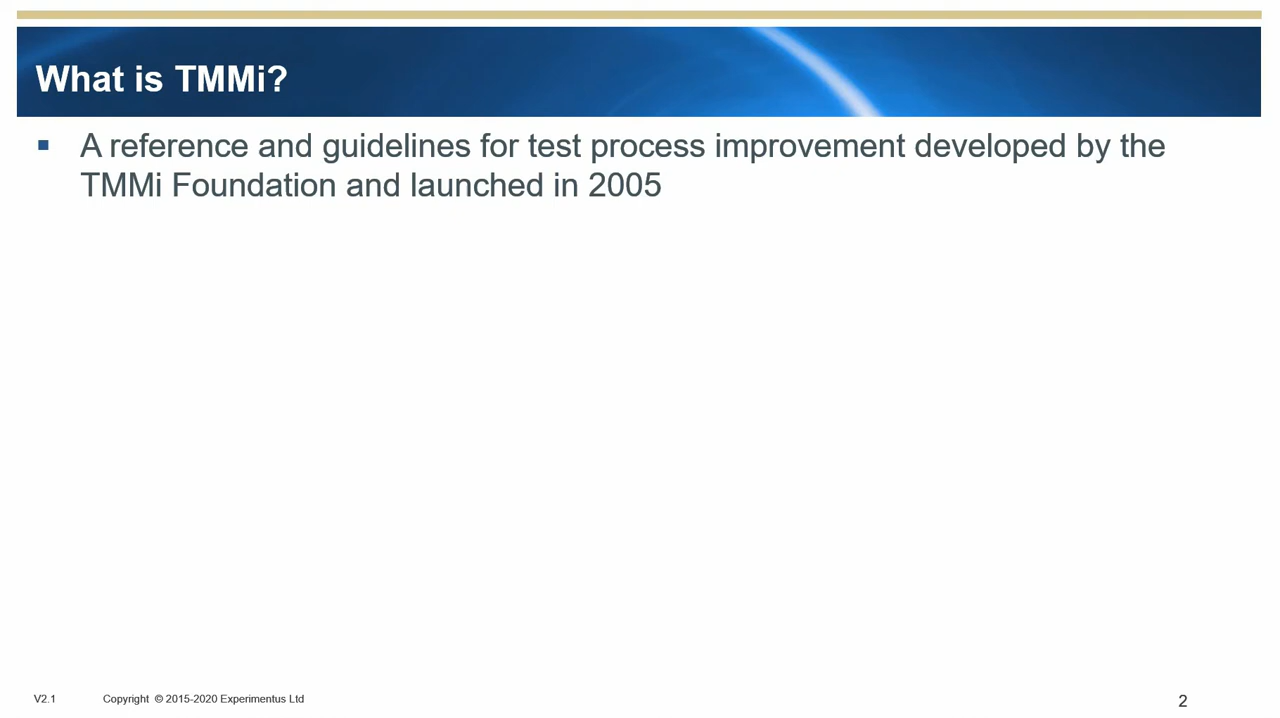 What is TMMi?
▪ A reference and guidelines for test process improvement developed by the
TMMi Foundation and launched in 2005
V2.1 Copyright © 2015-2020 Experimentus Ltd 2